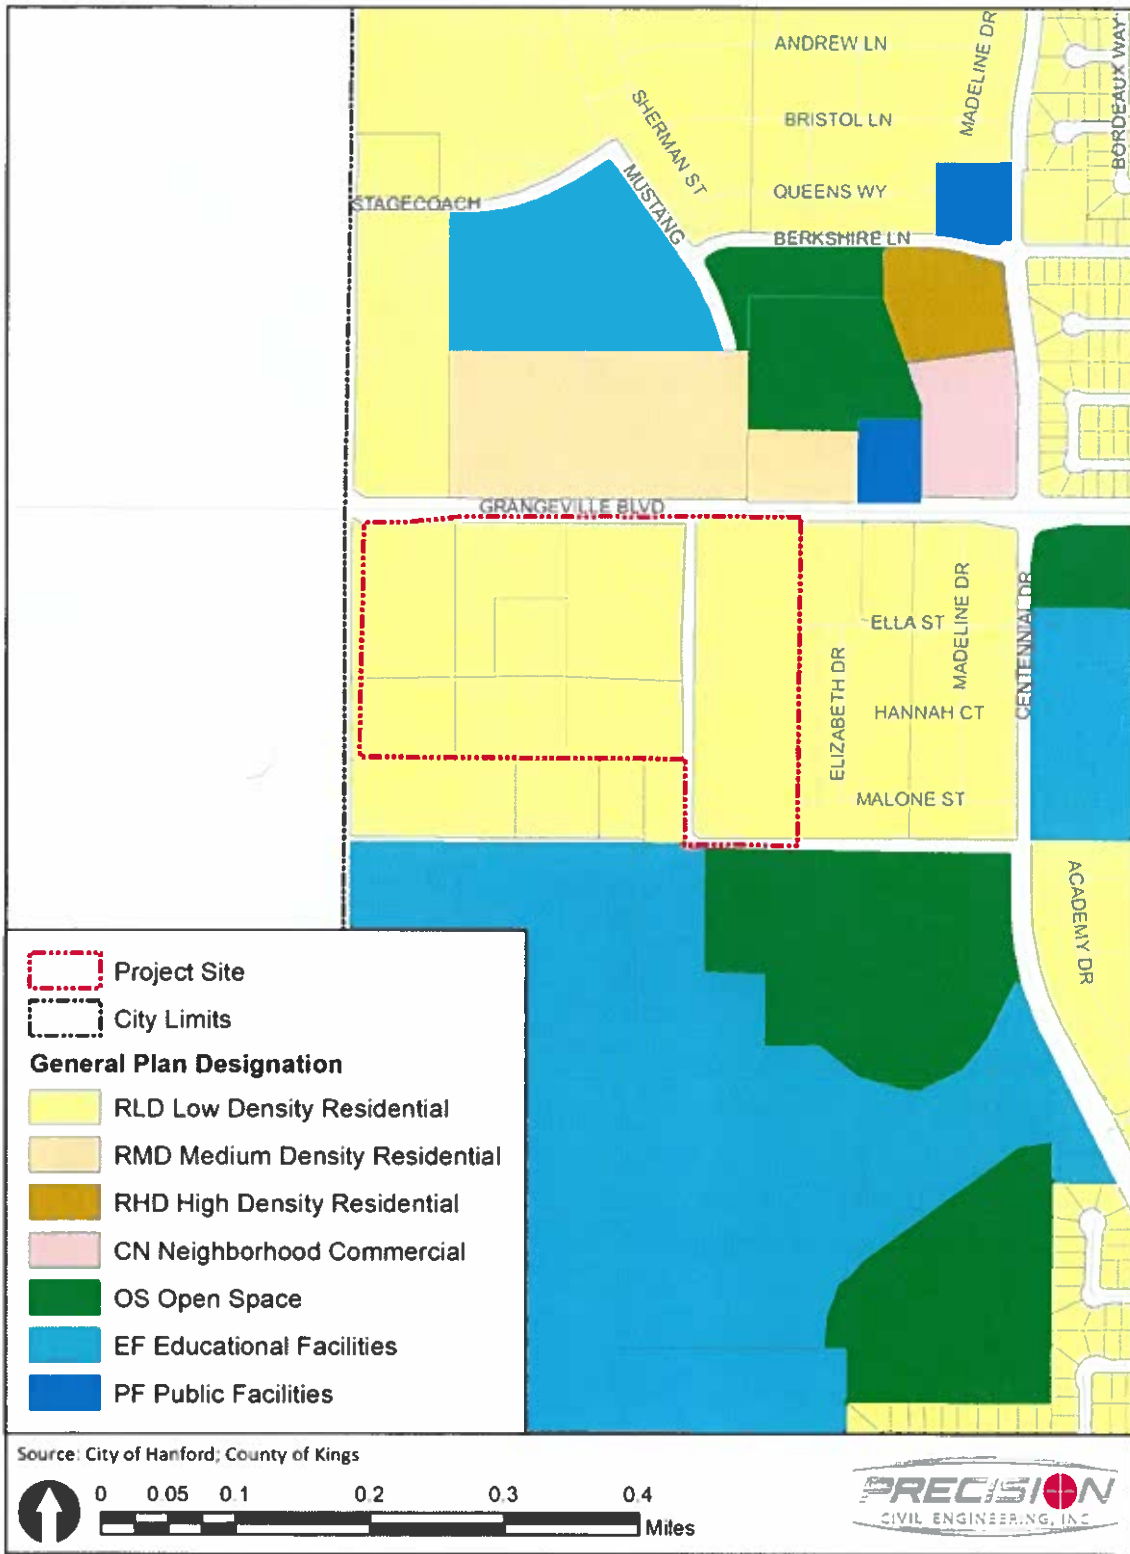 ANDREW LN
MADELINE DR
BORDEAUX WAY
SHERMAN ST
BRISTOL LN
STAGECOACH
MUSTANG
QUEENS WY
BERKSHIRE LN
GRANGEVILLE BLVD
ELLA ST
MADELINE DR
CENTENNIAL DR
ELIZABETH DR
HANNAH CT
MALONE ST
ACADEMY DR
Project Site
City Limits
General Plan Designation
RLD Low Density Residential
RMD Medium Density Residential
RHD High Density Residential
CN Neighborhood Commercial
OS Open Space
EF Educational Facilities
PF Public Facilities
Source: City of Hanford; County of Kings
0 0.05 0.1 0.2 0.3 0.4
Miles
PRECISION
CIVIL ENGINEERING, INC